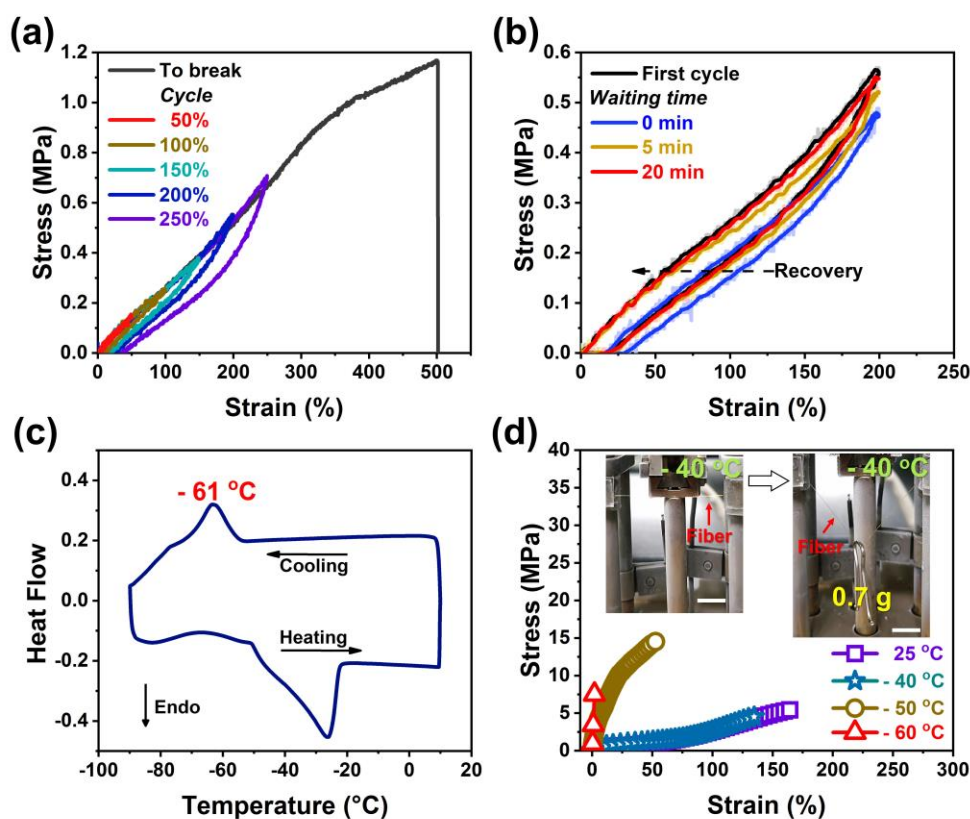 (a)
1.2
1.0
0.8
0.6
0.4
0.2
0.0
Stress (MPa)
To break
Cycle
50%
100%
150%
200%
250%
0 100 200 300 400 500
Strain (%)
(b)
0.6
0.5
0.4
0.3
0.2
0.1
0.0
Stress (MPa)
First cycle
Waiting time
0 min
5 min
20 min
Recovery
0 50 100 150 200 250
Strain (%)
(c)
0.4
0.2
0.0
-0.2
-0.4
Heat Flow
- 61 °C
Cooling
Heating
Endo
-100 -80 -60 -40 -20 0 20
Temperature (°C)
(d)
40
35
30
25
20
15
10
5
0
Stress (MPa)
- 40 °C
Fiber
- 40 °C
Fiber
0.7 g
25 °C
- 40 °C
- 50 °C
- 60 °C
0 50 100 150 200 250 300
Strain (%)